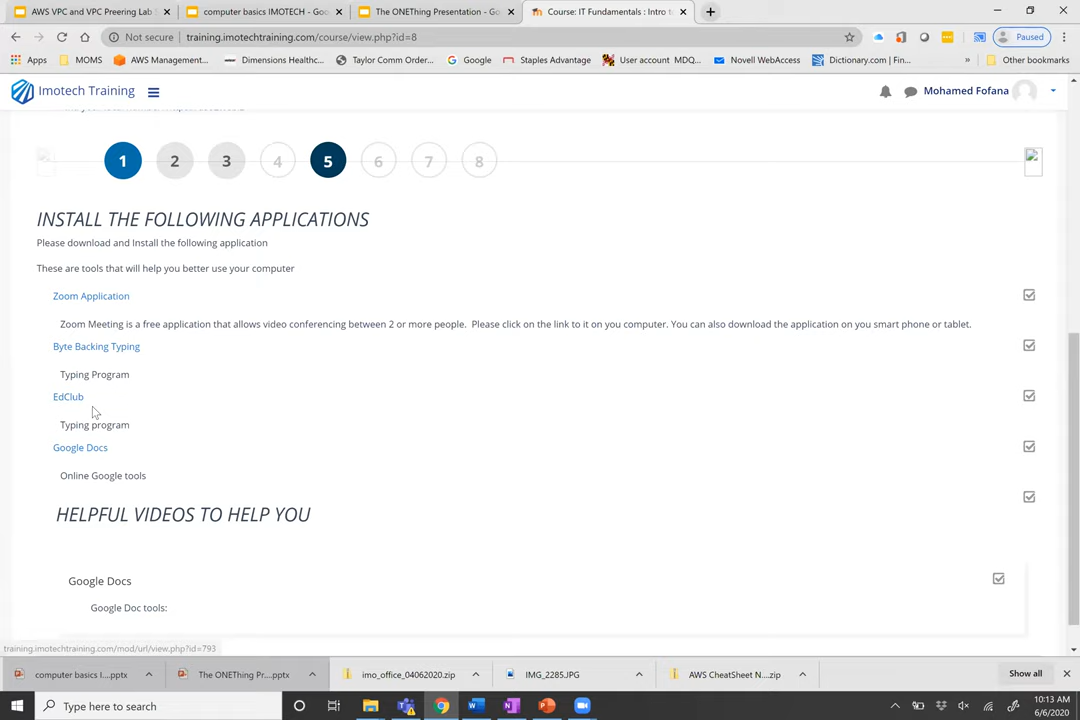 AWS VPC and VPC Preering Lab
computer basics IMOTECH - Goo
The ONEThing Presentation - Go
Course: IT Fundamentals : Intro to
Not secure | training.imotechtraining.com/course/view.php?id=8
Paused
Apps
MOMS
AWS Management...
Dimensions Healthc...
Taylor Comm Order...
Google
Staples Advantage
User account MDQ...
Novell WebAccess
Dictionary.com | Fin...
»
Other bookmarks
Imotech Training
Mohamed Fofana
1 2 3 4 5 6 7 8
INSTALL THE FOLLOWING APPLICATIONS
Please download and Install the following application
These are tools that will help you better use your computer
Zoom Application
Zoom Meeting is a free application that allows video conferencing between 2 or more people. Please click on the link to it on you computer. You can also download the application on you smart phone or tablet.
Byte Backing Typing
Typing Program
EdClub
Typing program
Google Docs
Online Google tools
HELPFUL VIDEOS TO HELP YOU
Google Docs
Google Doc tools:
training.imotechtraining.com/mod/url/view.php?id=793
computer basics I....pptx
The ONEThing Pr....pptx
imo_office_04062020.zip
IMG_2285.JPG
AWS CheatSheet N....zip
Show all
Type here to search
10:13 AM
6/6/2020